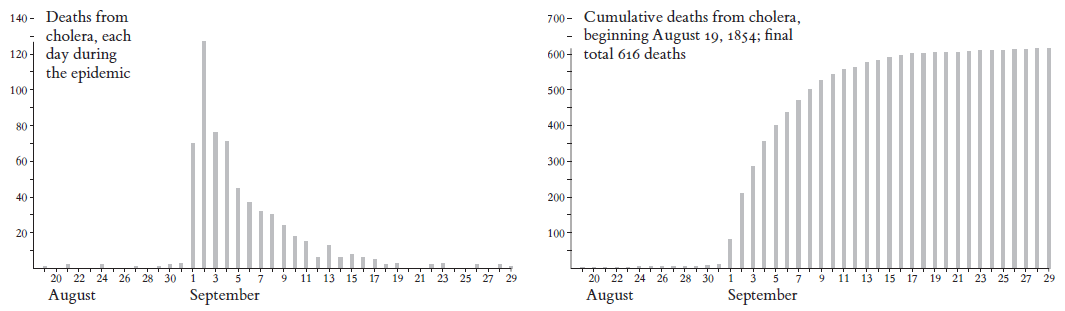 Deaths from
cholera, each
day during
the epidemic
140
120
100
80
60
40
20
20 22 24 26 28 30 1 3 5 7 9 11 13 15 17 19 21 23 25 27 29
August September
Cumulative deaths from cholera,
beginning August 19, 1854; final
total 616 deaths
700
600
500
400
300
200
100
20 22 24 26 28 30 1 3 5 7 9 11 13 15 17 19 21 23 25 27 29
August September